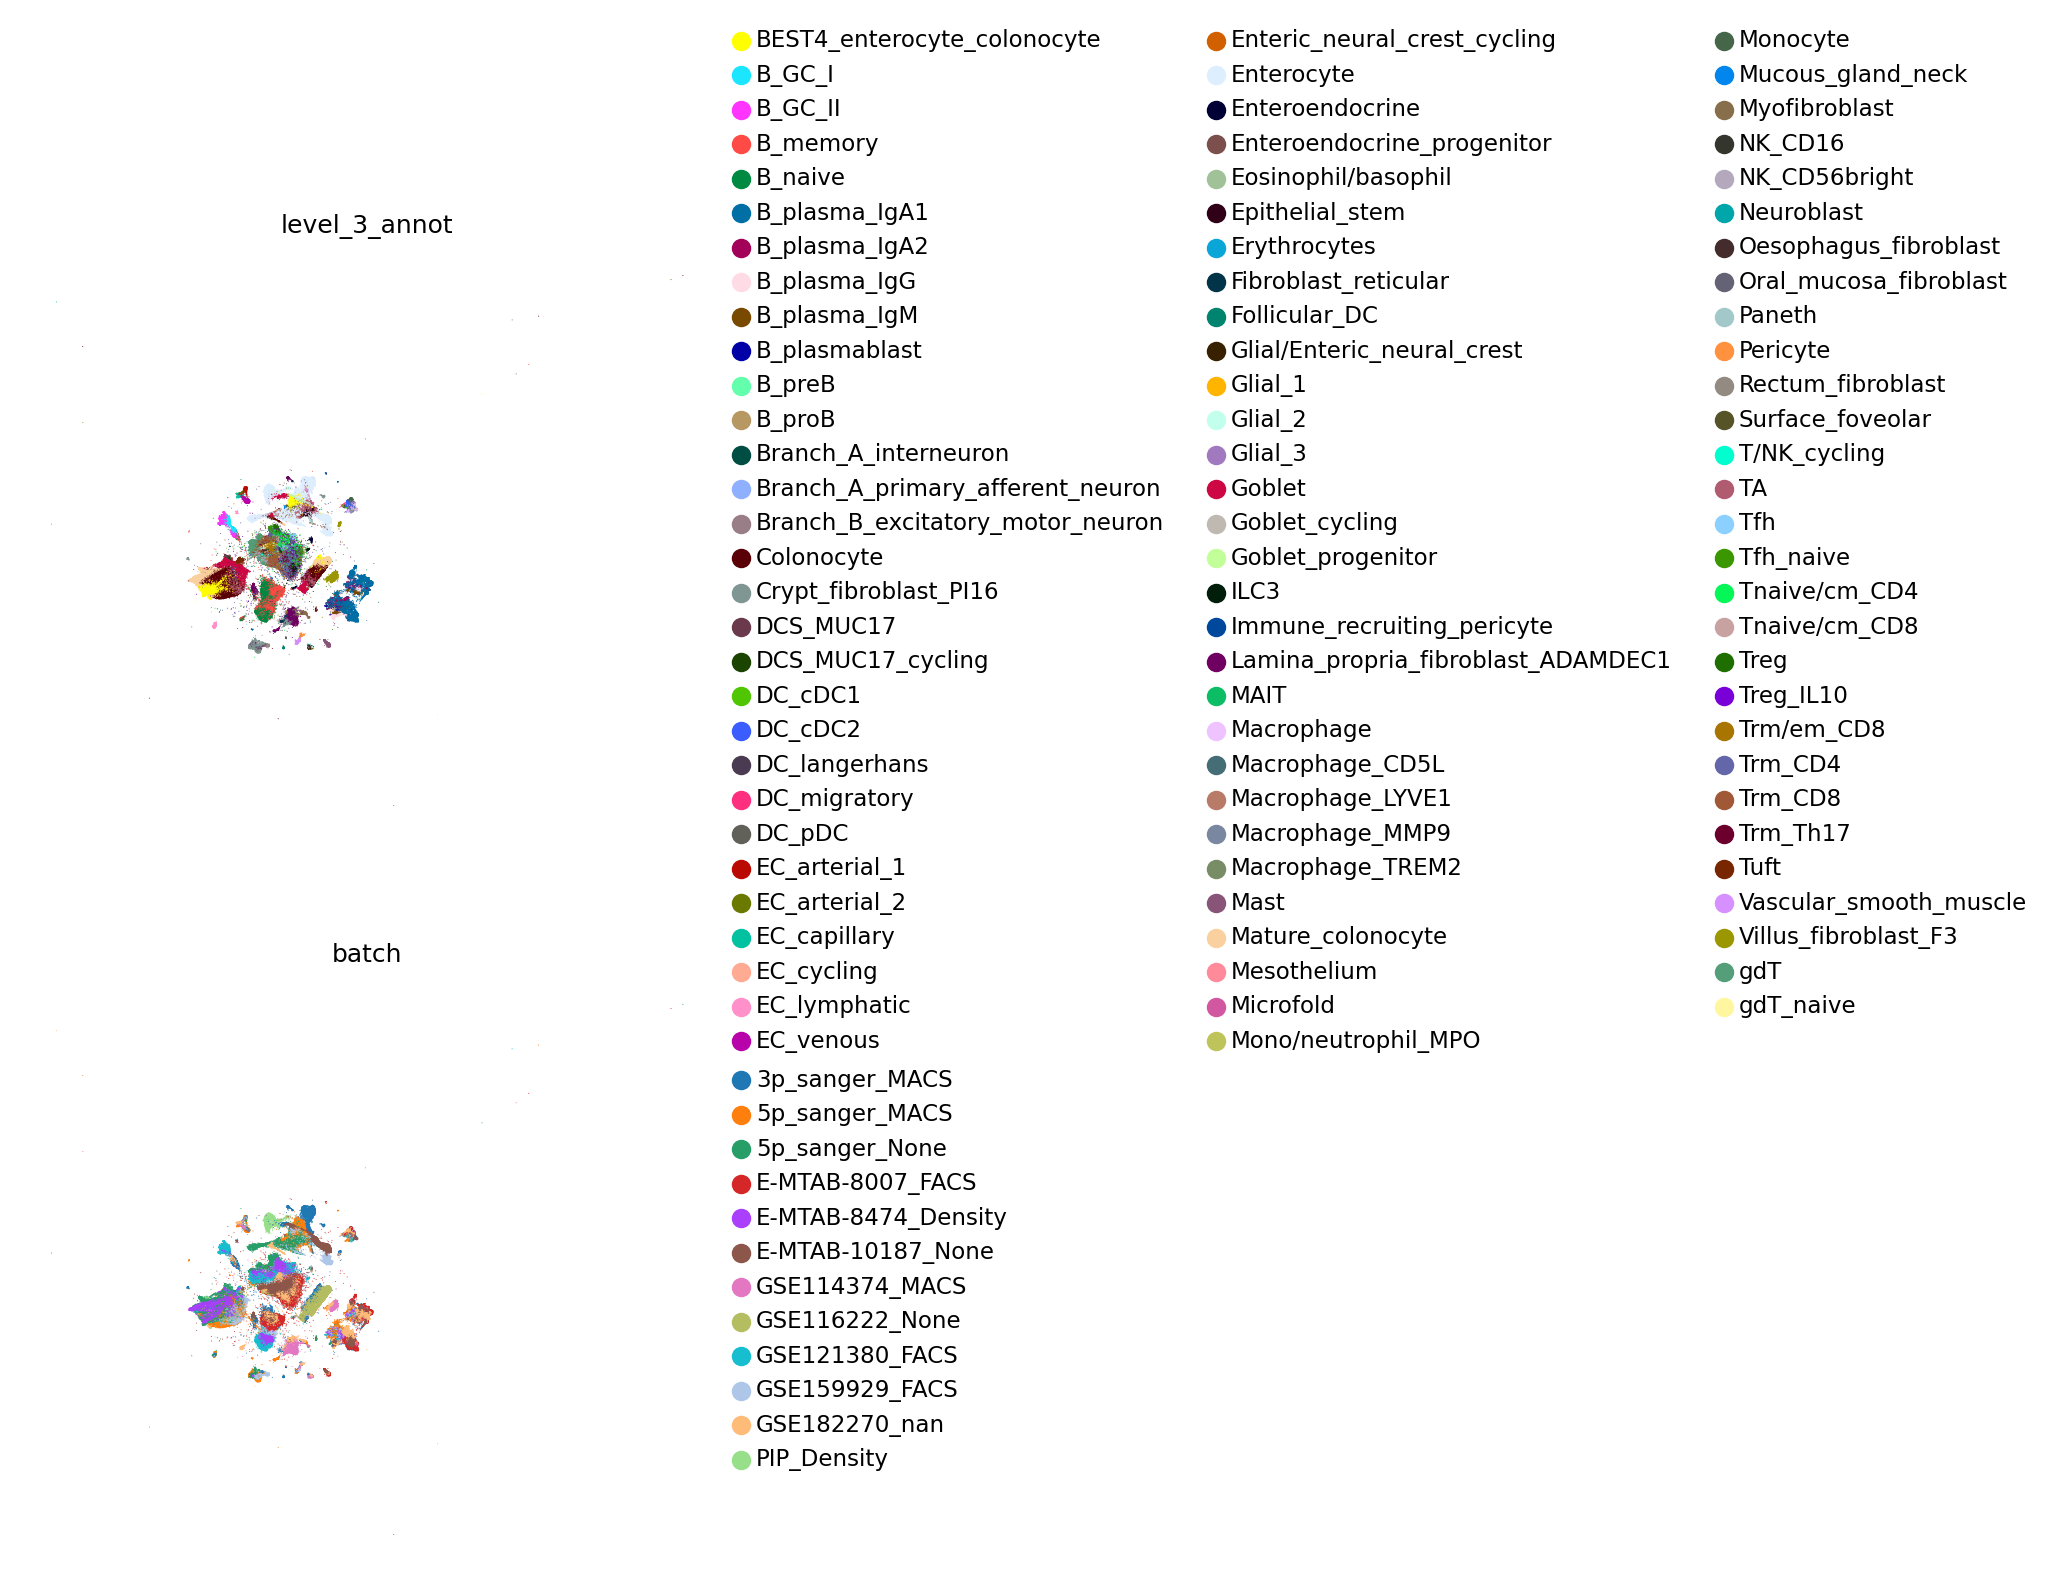 level_3_annot
BEST4_enterocyte_colonocyte
B_GC_I
B_GC_II
B_memory
B_naive
B_plasma_IgA1
B_plasma_IgA2
B_plasma_IgG
B_plasma_IgM
B_plasmablast
B_preB
B_proB
Branch_A_interneuron
Branch_A_primary_afferent_neuron
Branch_B_excitatory_motor_neuron
Colonocyte
Crypt_fibroblast_PI16
DCS_MUC17
DCS_MUC17_cycling
DC_cDC1
DC_cDC2
DC_langerhans
DC_migratory
DC_pDC
EC_arterial_1
EC_arterial_2
EC_capillary
EC_cycling
EC_lymphatic
EC_venous
Enteric_neural_crest_cycling
Enterocyte
Enteroendocrine
Enteroendocrine_progenitor
Eosinophil/basophil
Epithelial_stem
Erythrocytes
Fibroblast_reticular
Follicular_DC
Glial/Enteric_neural_crest
Glial_1
Glial_2
Glial_3
Goblet
Goblet_cycling
Goblet_progenitor
ILC3
Immune_recruiting_pericyte
Lamina_propria_fibroblast_ADAMDEC1
MAIT
Macrophage
Macrophage_CD5L
Macrophage_LYVE1
Macrophage_MMP9
Macrophage_TREM2
Mast
Mature_colonocyte
Mesothelium
Microfold
Mono/neutrophil_MPO
Monocyte
Mucous_gland_neck
Myofibroblast
NK_CD16
NK_CD56bright
Neuroblast
Oesophagus_fibroblast
Oral_mucosa_fibroblast
Paneth
Pericyte
Rectum_fibroblast
Surface_foveolar
T/NK_cycling
TA
Tfh
Tfh_naive
Tnaive/cm_CD4
Tnaive/cm_CD8
Treg
Treg_IL10
Trm/em_CD8
Trm_CD4
Trm_CD8
Trm_Th17
Tuft
Vascular_smooth_muscle
Villus_fibroblast_F3
gdT
gdT_naive
batch
3p_sanger_MACS
5p_sanger_MACS
5p_sanger_None
E-MTAB-8007_FACS
E-MTAB-8474_Density
E-MTAB-10187_None
GSE114374_MACS
GSE116222_None
GSE121380_FACS
GSE159929_FACS
GSE182270_nan
PIP_Density